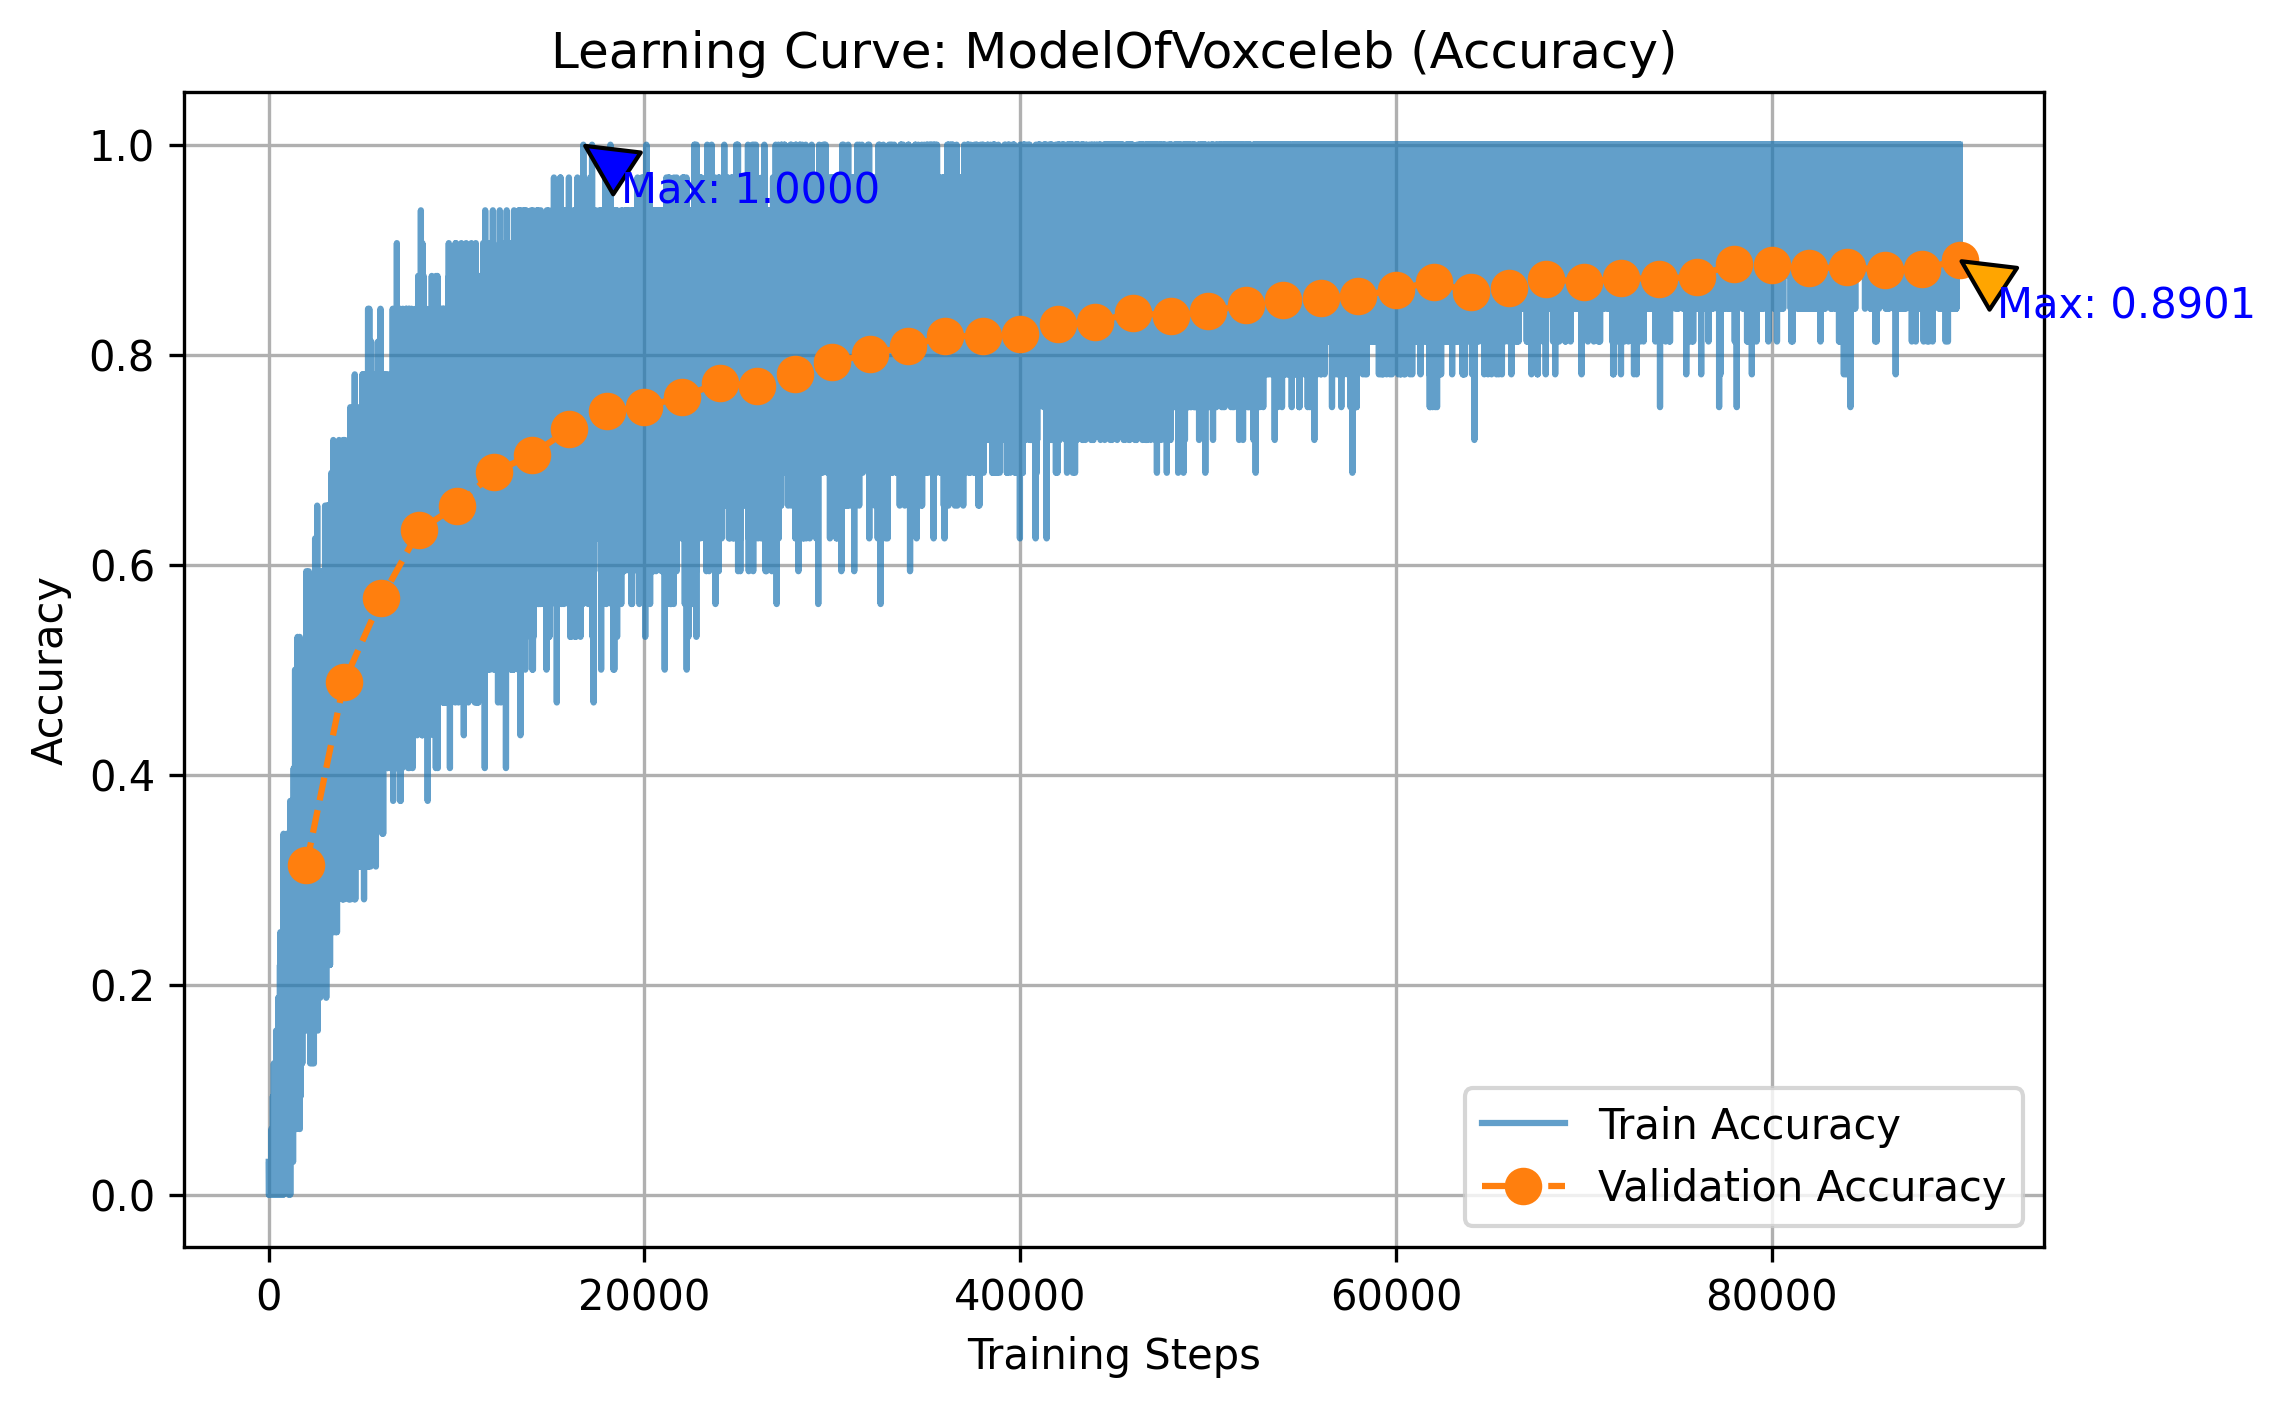 Learning Curve: ModelOfVoxceleb (Accuracy)
1.0
0.8
0.6
0.4
0.2
0.0
Accuracy
Max: 1.0000
Max: 0.8901
Train Accuracy
Validation Accuracy
0 20000 40000 60000 80000
Training Steps